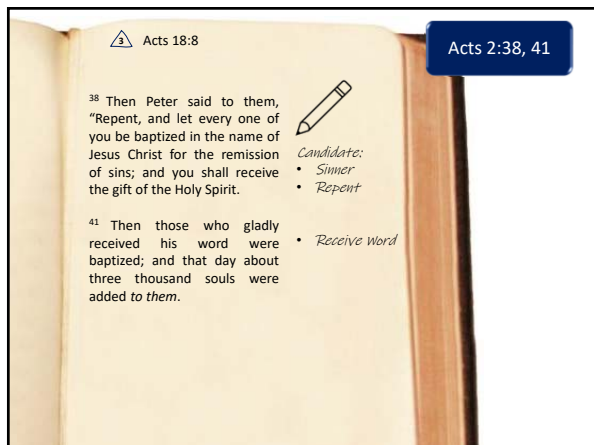 3 Acts 18:8
Acts 2:38, 41
38 Then Peter said to them,
“Repent, and let every one of
you be baptized in the name of
Jesus Christ for the remission
of sins; and you shall receive
the gift of the Holy Spirit.
Candidate:
• Sinner
• Repent
41 Then those who gladly
received his word were
baptized; and that day about
three thousand souls were
added to them.
• Receive Word